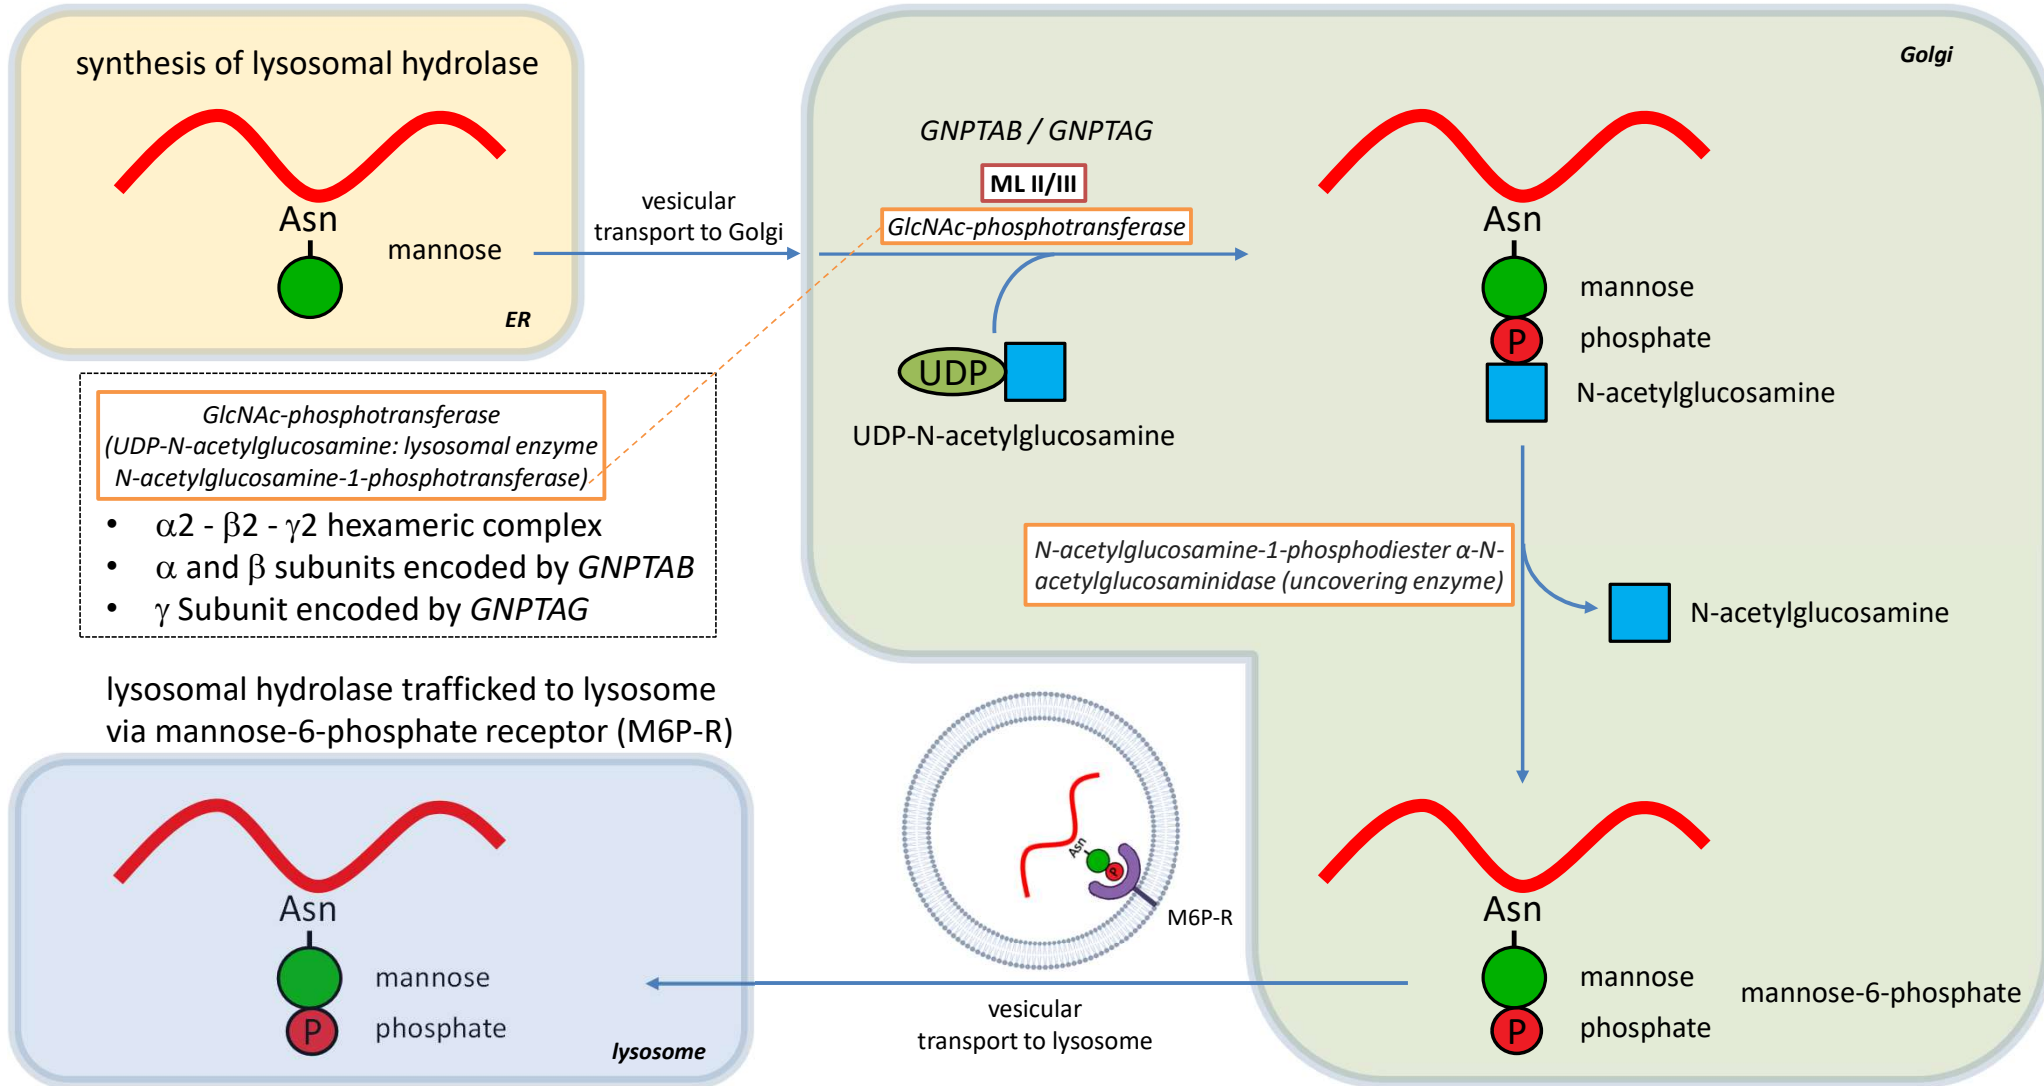 synthesis of lysosomal hydrolase
Asn
mannose
ER
vesicular
transport to Golgi
Golgi
GNPTAB / GNPTAG
ML II/III
GlcNAc-phosphotransferase
UDP
UDP-N-acetylglucosamine
Asn
mannose
P
phosphate
N-acetylglucosamine
GlcNAc-phosphotransferase
(UDP-N-acetylglucosamine: lysosomal enzyme
N-acetylglucosamine-1-phosphotransferase)
• α2 - β2 - γ2 hexameric complex
• α and β subunits encoded by GNPTAB
• γ Subunit encoded by GNPTAG
N-acetylglucosamine-1-phosphodiester α-N-
acetylglucosaminidase (uncovering enzyme)
N-acetylglucosamine
lysosomal hydrolase trafficked to lysosome
via mannose-6-phosphate receptor (M6P-R)
Asn
P
M6P-R
Asn
mannose
P
phosphate
mannose-6-phosphate
vesicular
transport to lysosome
Asn
mannose
P
phosphate
lysosome